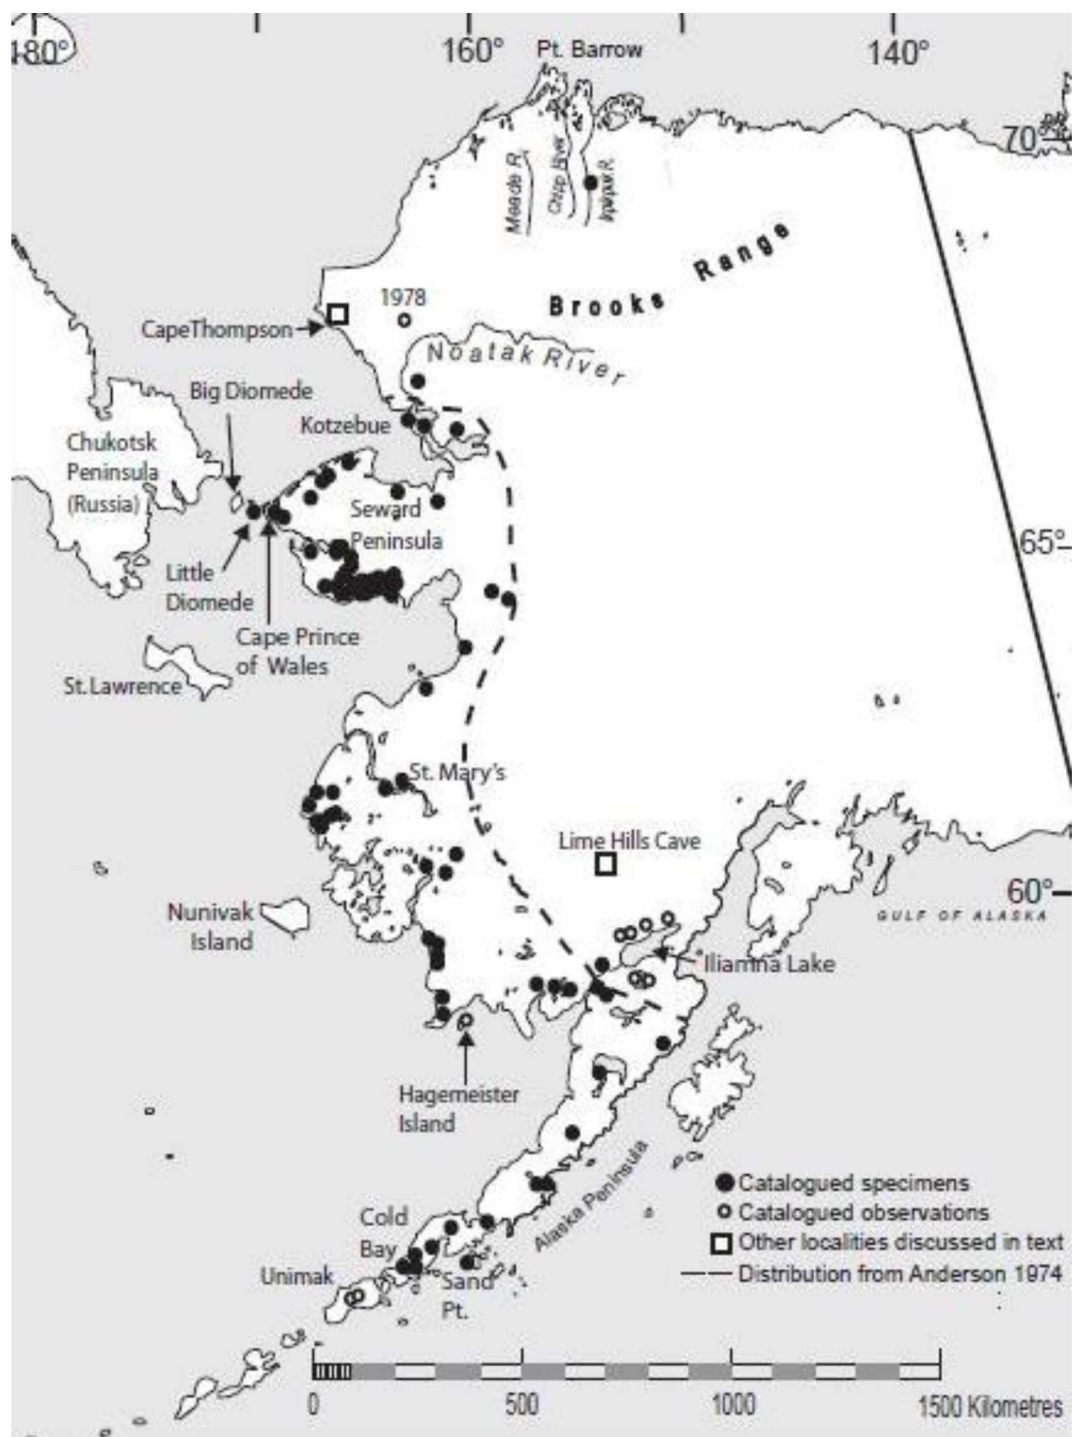 180°
160°
140°
Pt. Barrow
70°
Meade R.
Chipp River
Ikpikpuk R.
Brooks Range
1978
Cape Thompson
Noatak River
Big Diomede
Kotzebue
Chukotsk
Peninsula
(Russia)
Seward
Peninsula
65°
Little
Diomede
Cape Prince
of Wales
St. Lawrence
St. Mary's
Lime Hills Cave
60°
Nunivak
Island
GULF OF ALASKA
Iliamna Lake
Hagemeister
Island
Alaska Peninsula
Catalogued specimens
Catalogued observations
Other localities discussed in text
Distribution from Anderson 1974
Cold
Bay
Unimak
Sand
Pt.
0
500
1000
1500 Kilometres